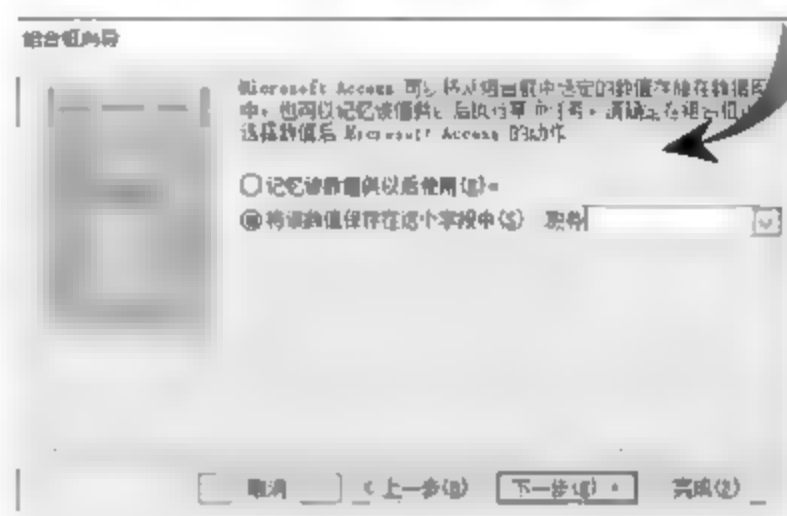 组合框向导
Microsoft Access 可以将从组合框中选定的数值存储在数据库
中，也可以记忆该值供以后执行某项任务。请确定在组合框中
选择数值后 Microsoft Access 的动作
记忆该数值供以后使用(R)。
将该数值保存在这个字段中(S) 职称
取消 < 上一步(B) 下一步(N) > 完成(F)